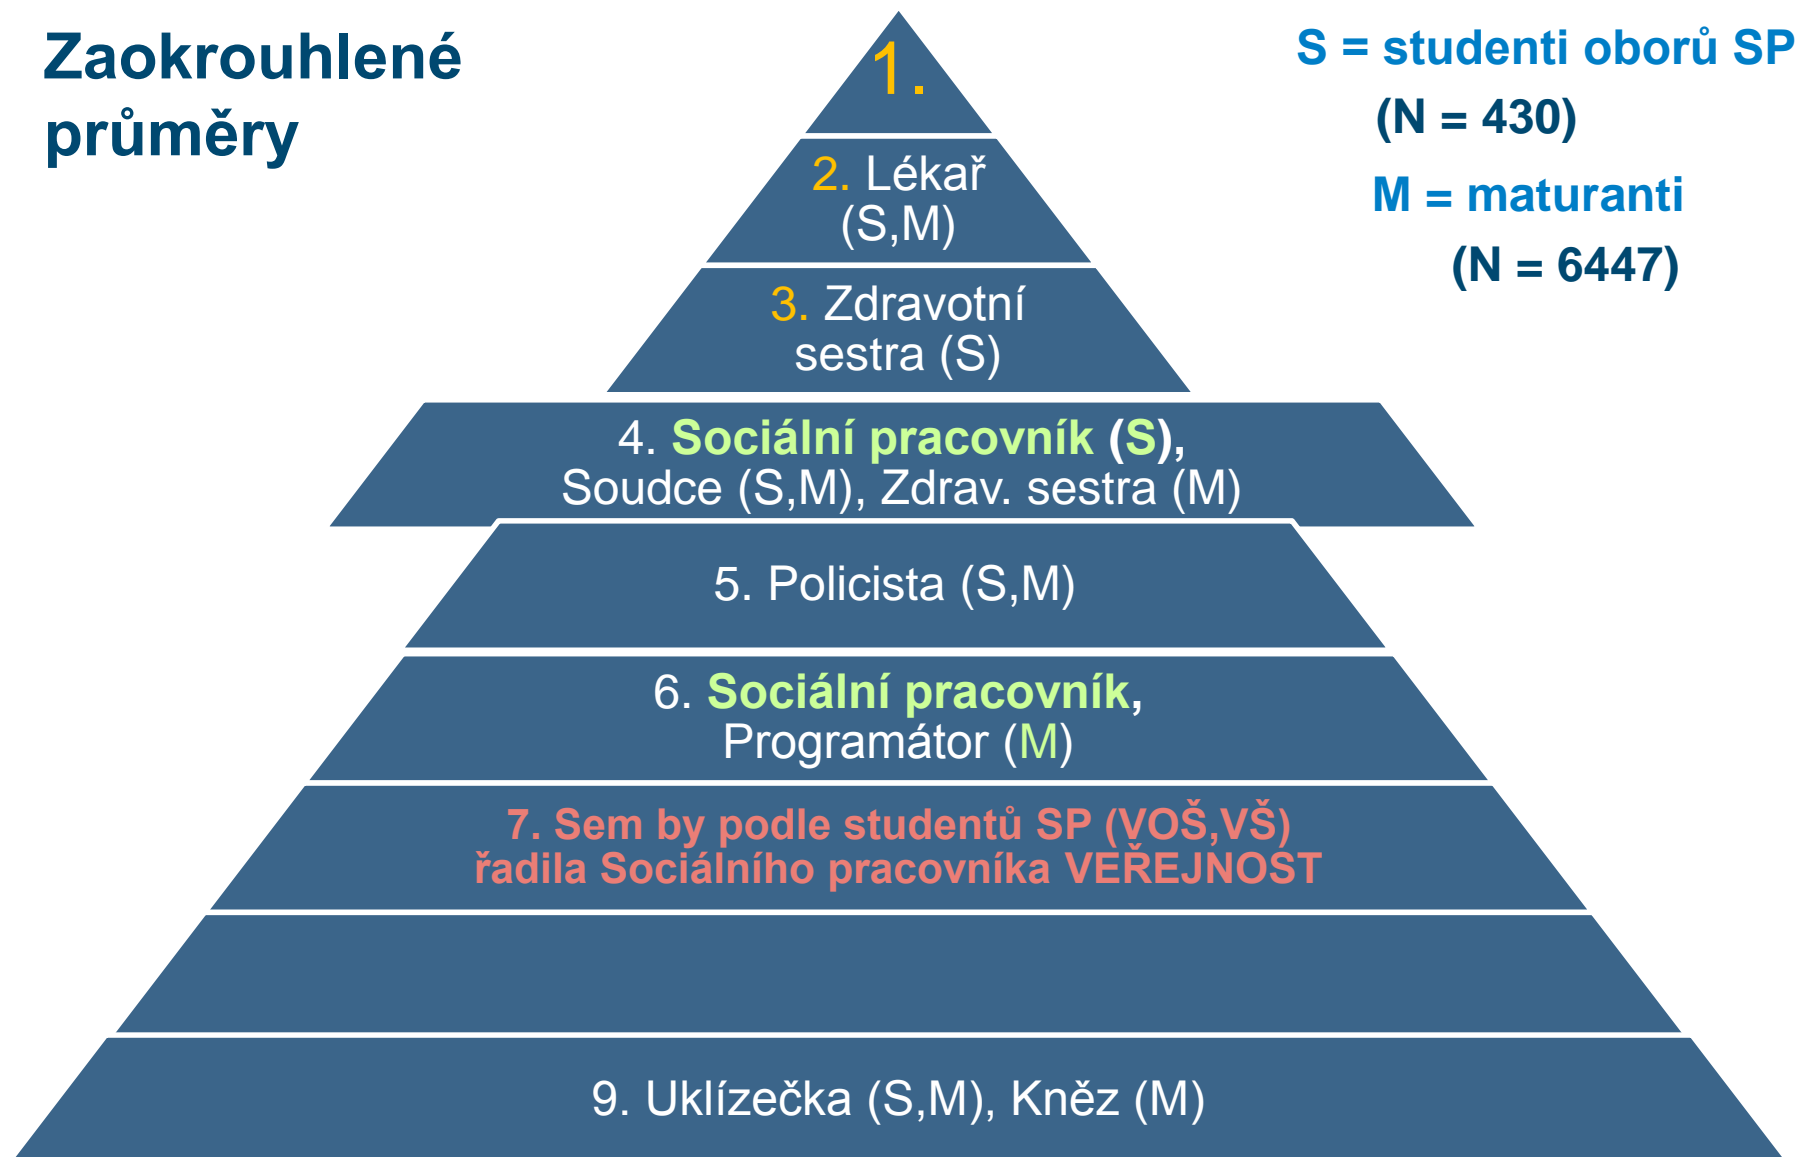 Zaokrouhlené
průměry
S = studenti oborů SP
(N = 430)
M = maturanti
(N = 6447)
1.
2. Lékař
(S,M)
3. Zdravotní
sestra (S)
4. Sociální pracovník (S),
Soudce (S,M), Zdrav. sestra (M)
5. Policista (S,M)
6. Sociální pracovník,
Programátor (M)
7. Sem by podle studentů SP (VOŠ,VŠ)
řadila Sociálního pracovníka VEŘEJNOST
9. Uklízečka (S,M), Kněz (M)